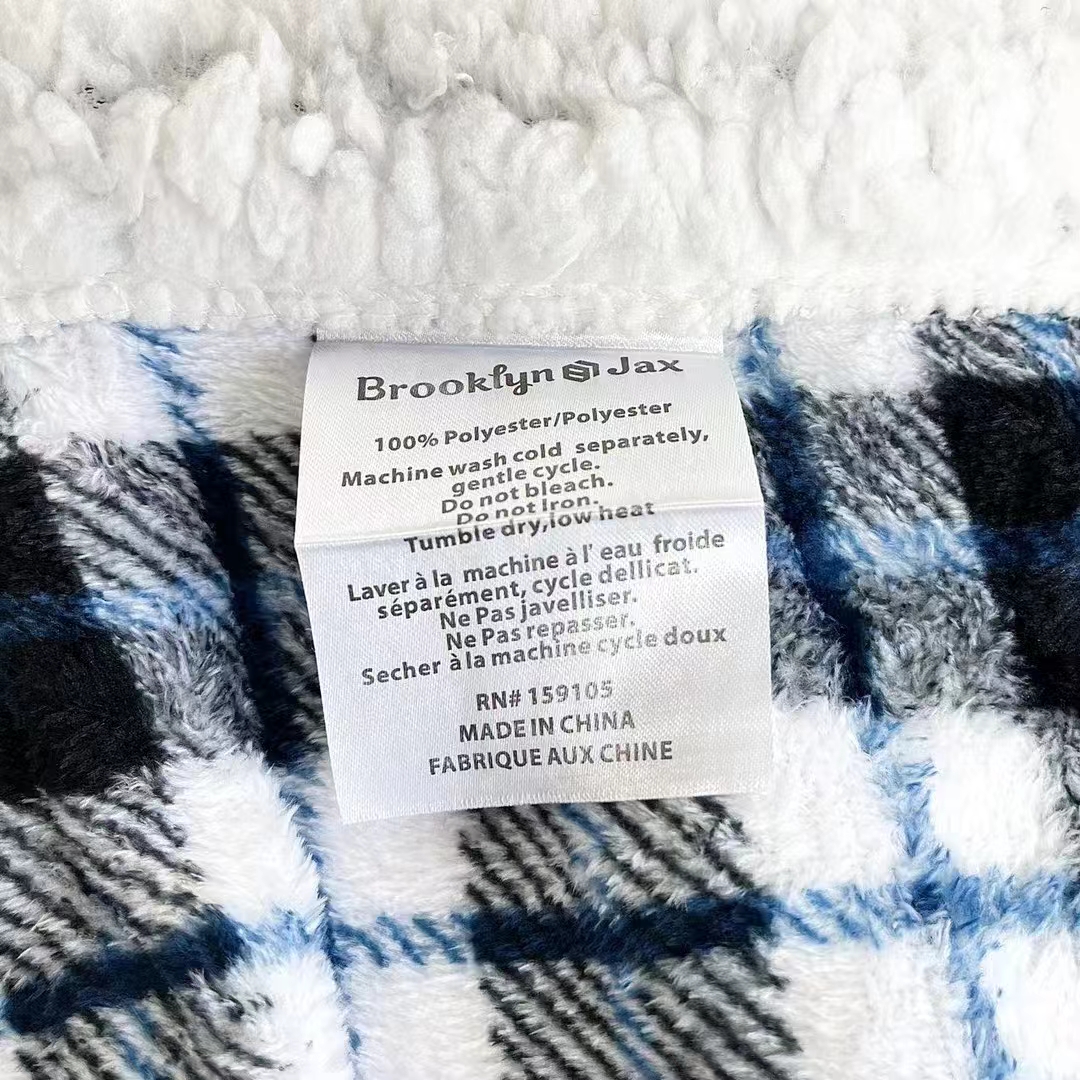 Brooklyn Jax
100% Polyester/Polyester
Machine wash cold separately,
gentle cycle.
Do not bleach.
Do not Iron.
Tumble dry,low heat
Laver à la machine à l' eau froide
séparément, cycle dellicat.
Ne Pas javelliser.
Ne Pas repasser.
Secher à la machine cycle doux
RN# 159105
MADE IN CHINA
FABRIQUE AUX CHINE